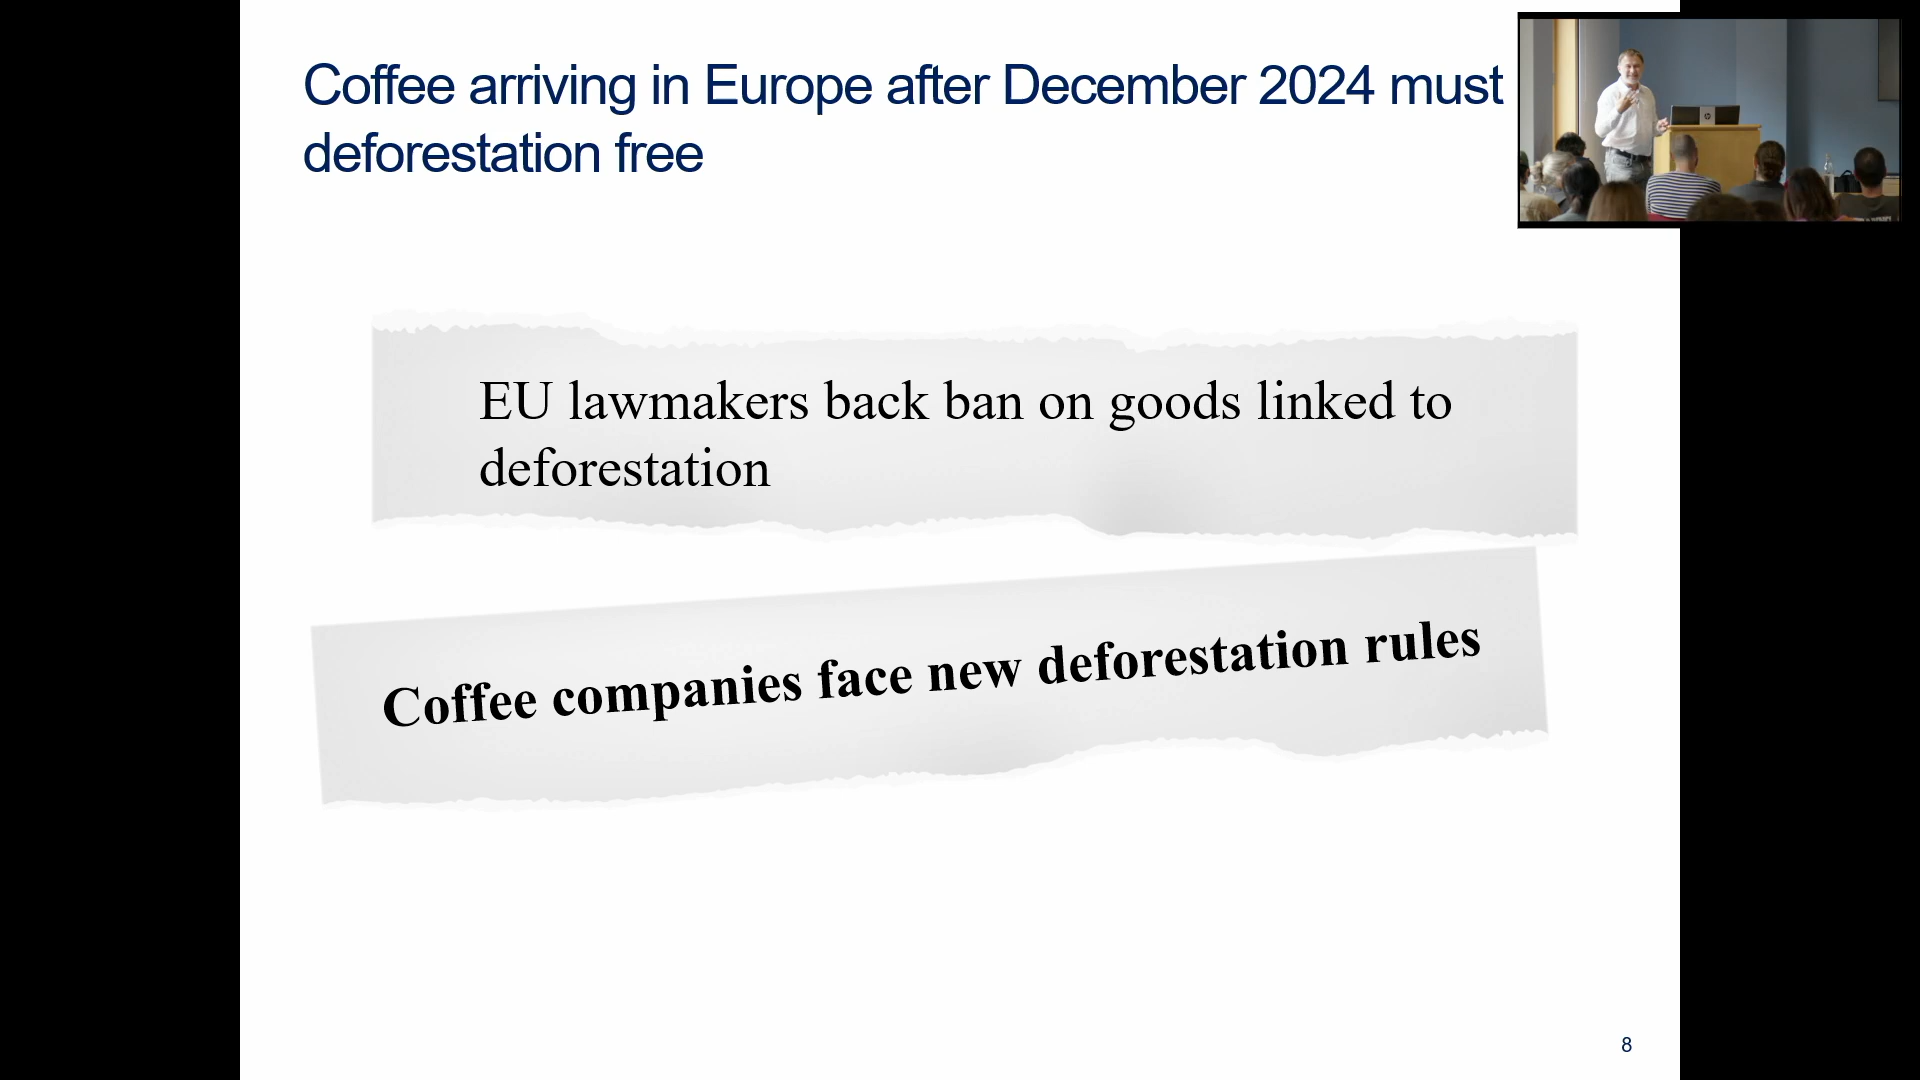 Coffee arriving in Europe after December 2024 must
deforestation free
EU lawmakers back ban on goods linked to
deforestation
Coffee companies face new deforestation rules
8